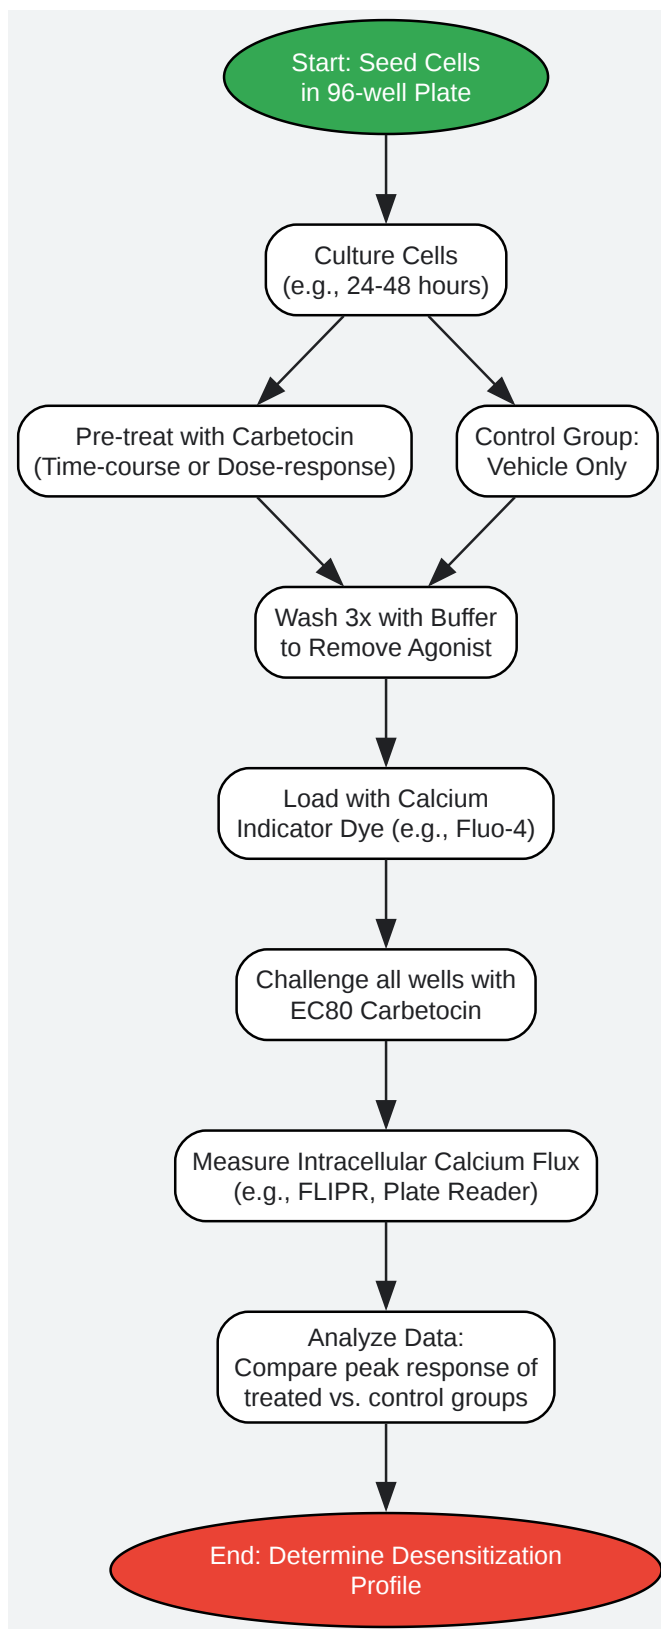 Start: Seed Cells
in 96-well Plate
Culture Cells
(e.g., 24-48 hours)
Pre-treat with Carbetocin
(Time-course or Dose-response)
Control Group:
Vehicle Only
Wash 3x with Buffer
to Remove Agonist
Load with Calcium
Indicator Dye (e.g., Fluo-4)
Challenge all wells with
EC80 Carbetocin
Measure Intracellular Calcium Flux
(e.g., FLIPR, Plate Reader)
Analyze Data:
Compare peak response of
treated vs. control groups
End: Determine Desensitization
Profile